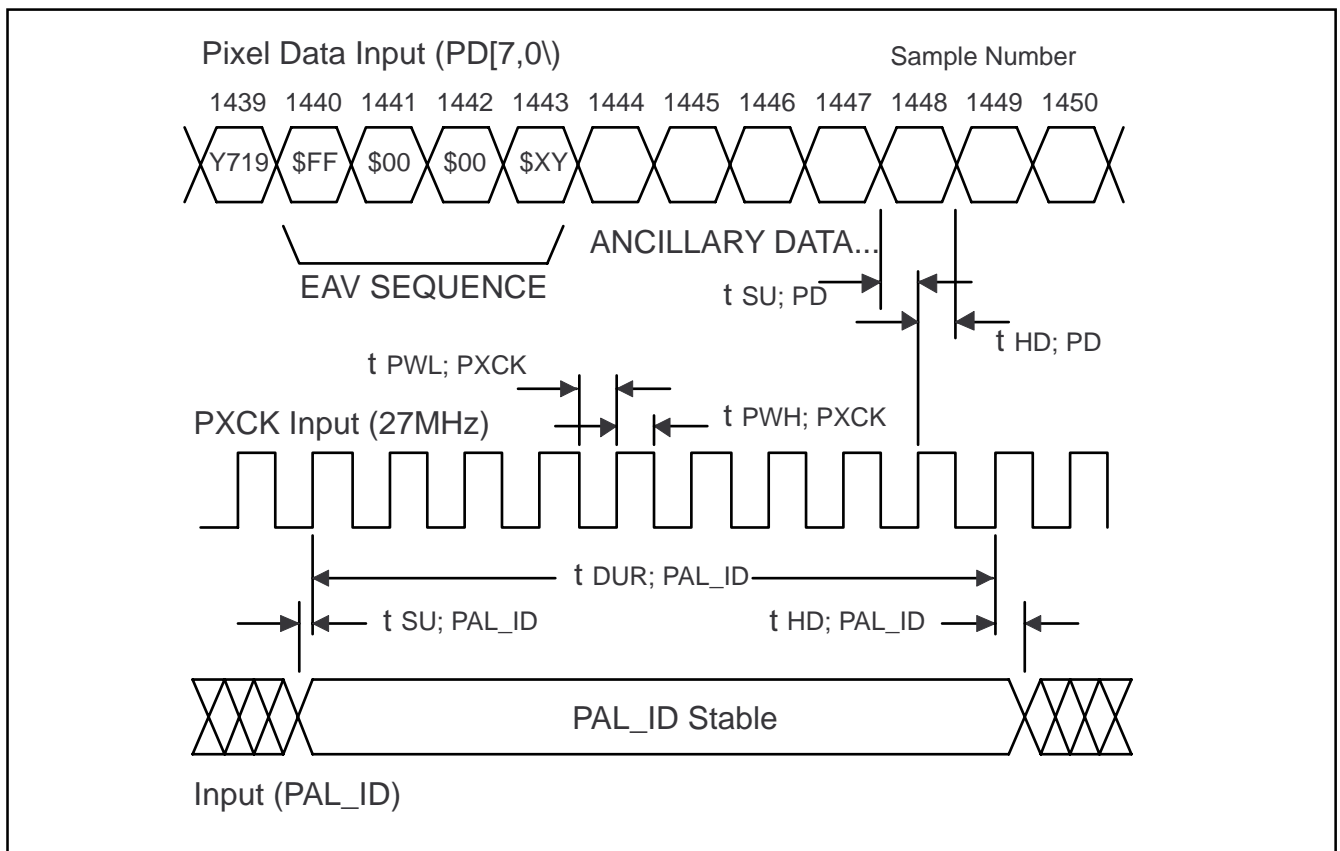 Pixel Data Input (PD[7,0\)
Sample Number
1439 1440 1441 1442 1443 1444 1445 1446 1447 1448 1449 1450
Y719 $FF $00 $00 $XY
ANCILLARY DATA...
EAV SEQUENCE
t SU; PD
t HD; PD
t PWL; PXCK
t PWH; PXCK
PXCK Input (27MHz)
t DUR; PAL_ID
t SU; PAL_ID
t HD; PAL_ID
PAL_ID Stable
Input (PAL_ID)